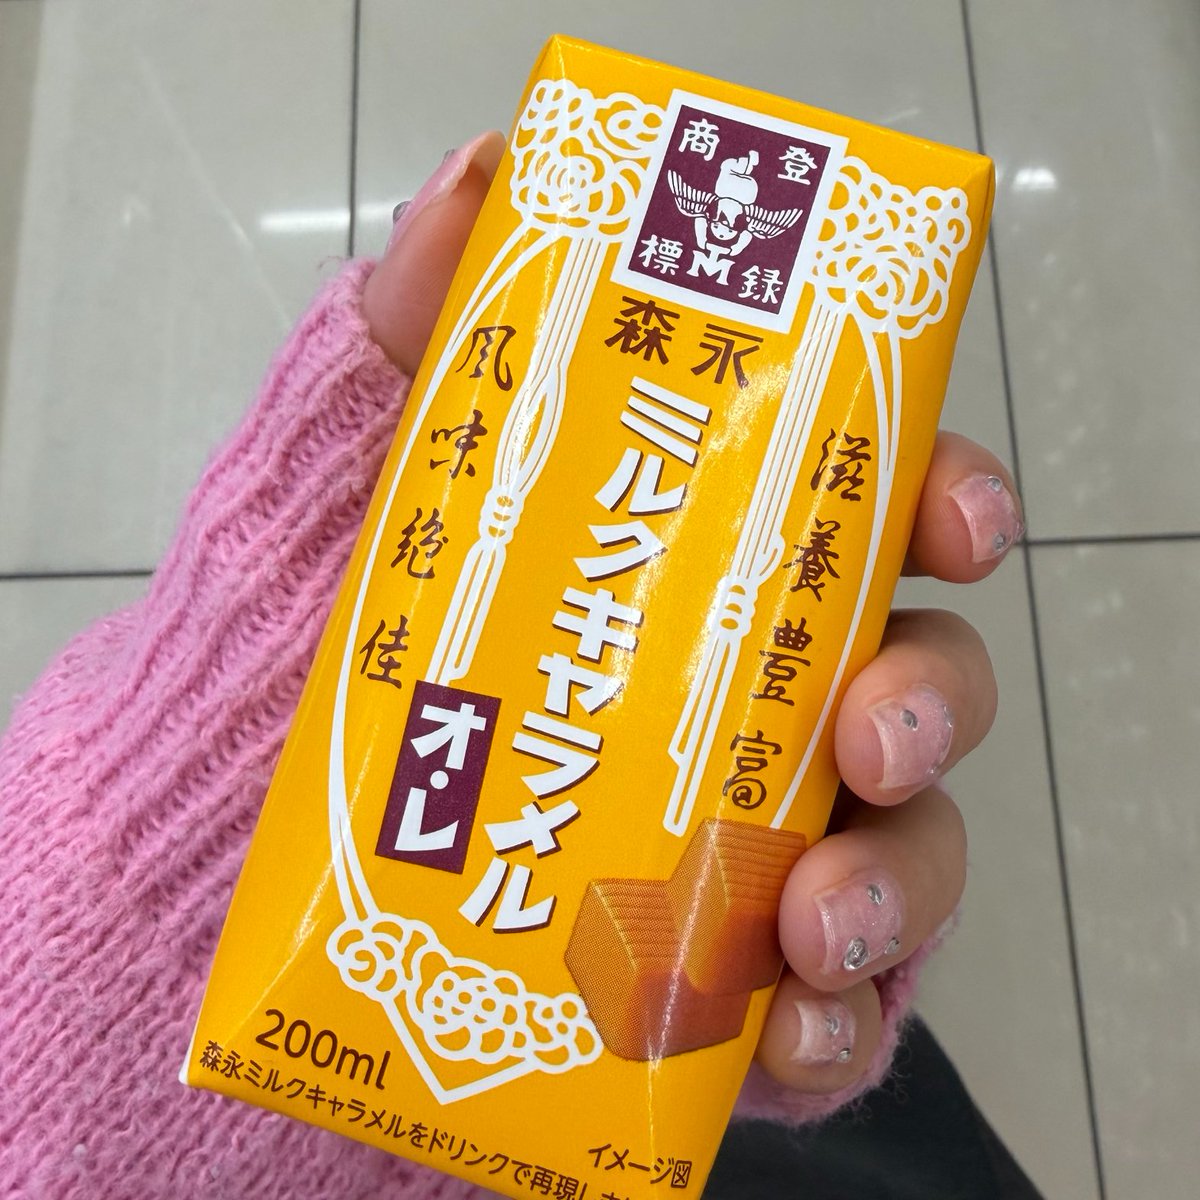 登録商標
森永
滋養豊富
ミルクキャラメル
オ・レ
風味絶佳
200ml
森永ミルクキャラメルをドリンクで再現し
イメージ図